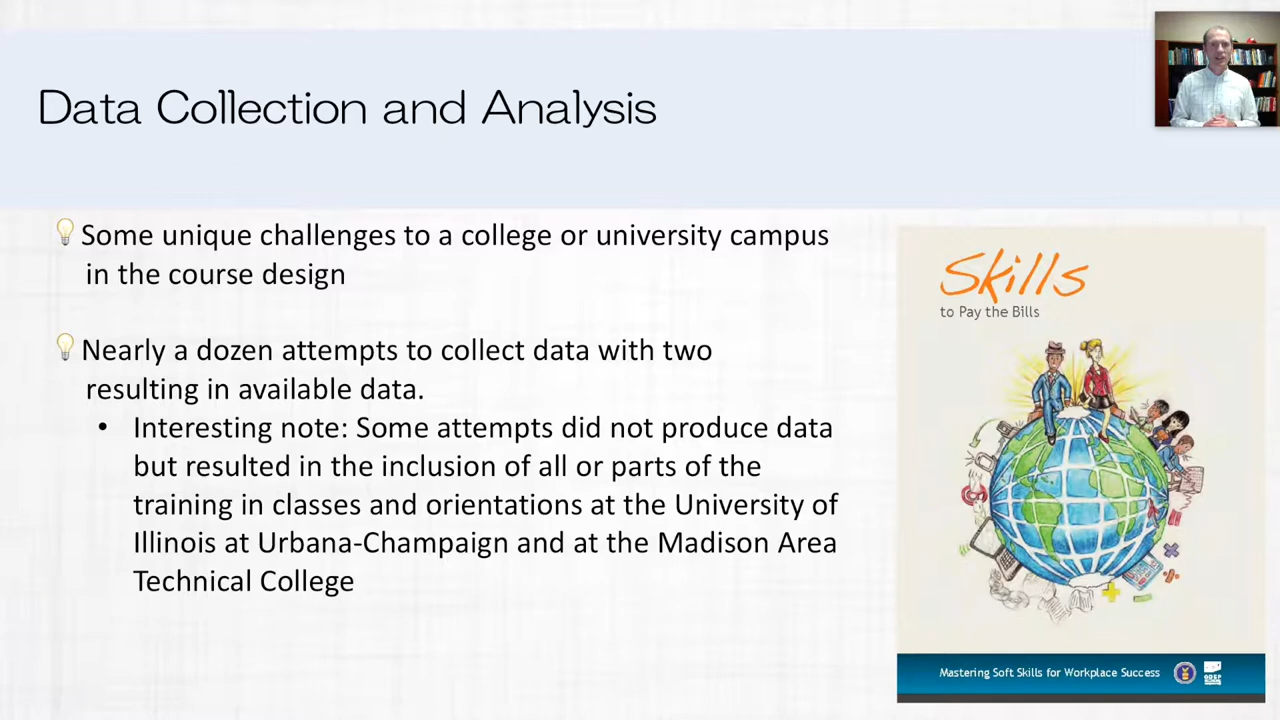 Data Collection and Analysis
Some unique challenges to a college or university campus
in the course design
Nearly a dozen attempts to collect data with two
resulting in available data.
• Interesting note: Some attempts did not produce data
but resulted in the inclusion of all or parts of the
training in classes and orientations at the University of
Illinois at Urbana-Champaign and at the Madison Area
Technical College
Skills
to Pay the Bills
Mastering Soft Skills for Workplace Success
ODEP